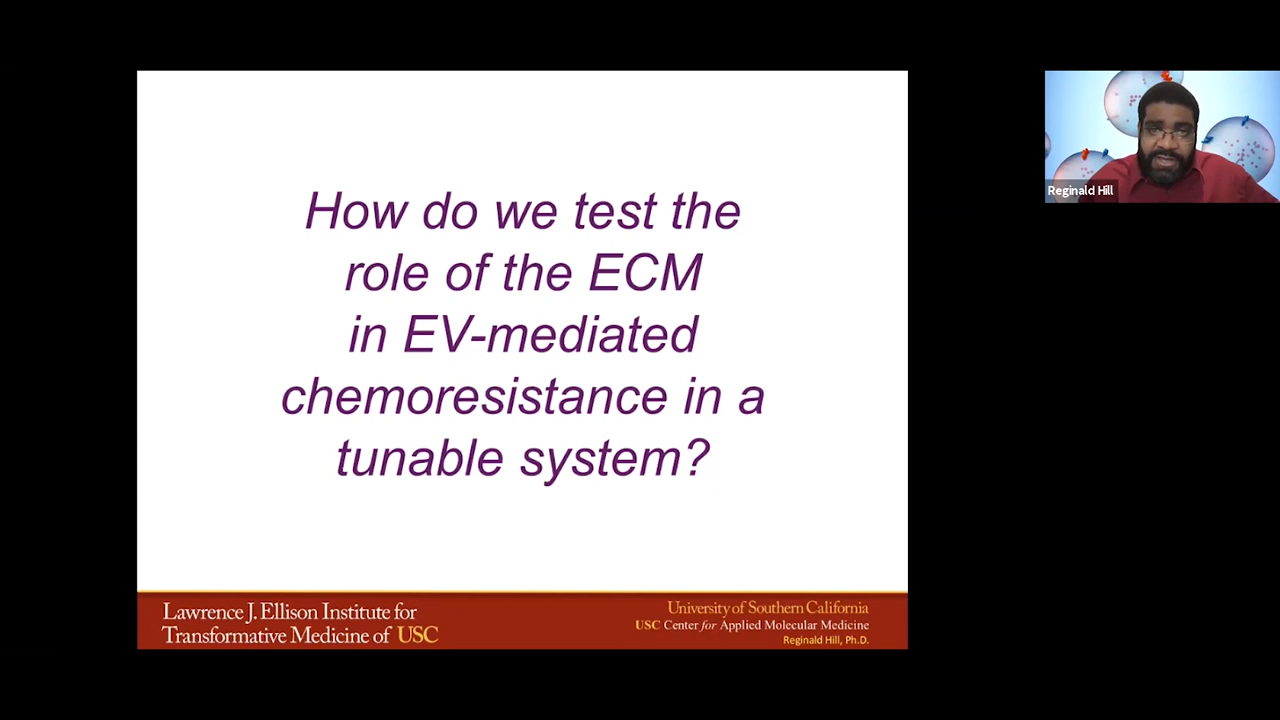 How do we test the
role of the ECM
in EV-mediated
chemoresistance in a
tunable system?
Lawrence J. Ellison Institute for
Transformative Medicine of USC
University of Southern California
USC Center for Applied Molecular Medicine
Reginald Hill, Ph.D.
Reginald Hill